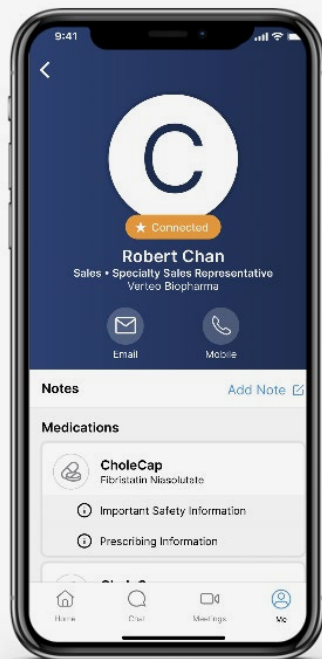 9:41
C
★ Connected
Robert Chan
Sales • Specialty Sales Representative
Verteo Biopharma
Email
Mobile
Notes
Add Note
Medications
CholeCap
Fibristatin Niasolutate
Important Safety Information
Prescribing Information
Home
Chat
Meetings
Me